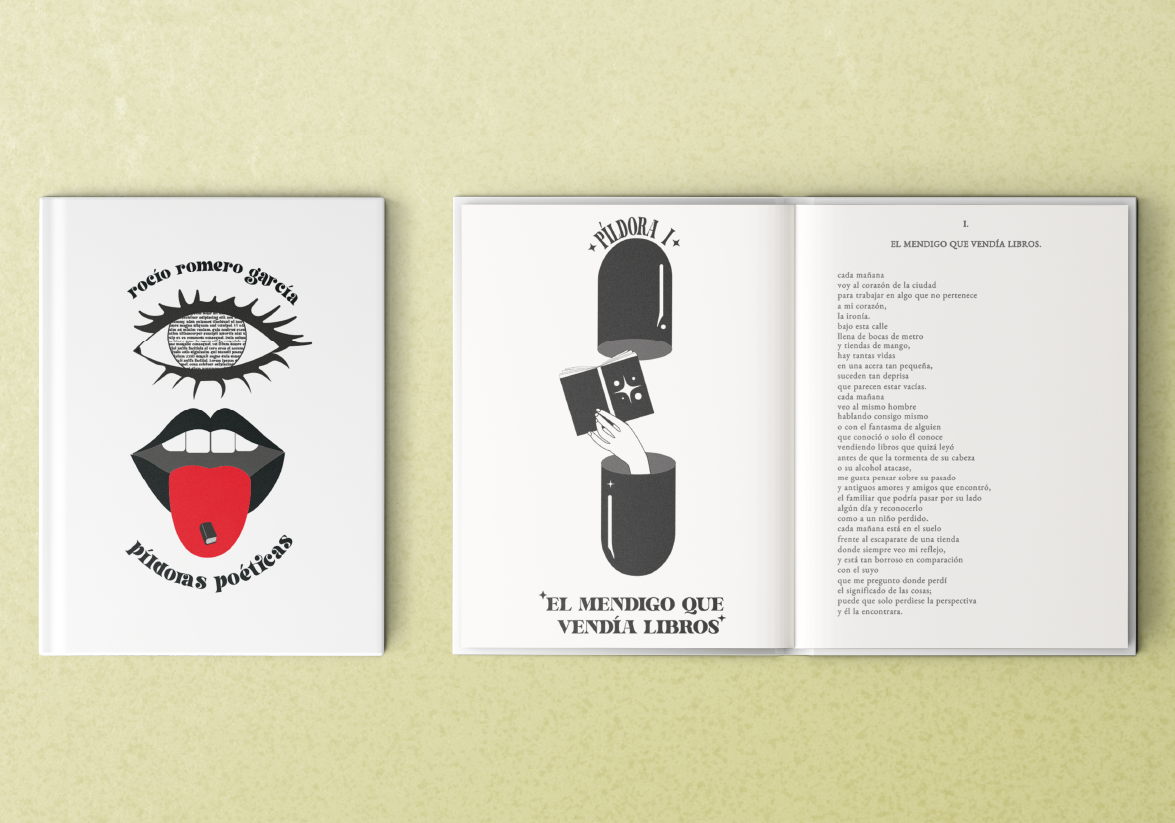 rocío romero garcía
píldoras poéticas
PÍLDORA I
EL MENDIGO QUE
VENDÍA LIBROS
I.
EL MENDIGO QUE VENDÍA LIBROS.
cada mañana
voy al corazón de la ciudad
para trabajar en algo que no pertenece
a mi corazón,
la ironía.
bajo esta calle
llena de bocas de metro
y tiendas de mango,
hay tantas vidas
en una acera tan pequeña,
suceden tan deprisa
que parecen estar vacías.
cada mañana
veo al mismo hombre
hablando consigo mismo
o con el fantasma de alguien
que conoció o solo él conoce
vendiendo libros que quizá leyó
antes de que la tormenta de su cabeza
o su alcohol atacase,
me gusta pensar sobre su pasado
y antiguos amores y amigos que encontró,
el familiar que podría pasar por su lado
algún día y reconocerlo
como a un niño perdido.
cada mañana está en el suelo
frente al escaparate de una tienda
donde siempre veo mi reflejo,
y está tan borroso en comparación
con el suyo
que me pregunto donde perdí
el significado de las cosas;
puede que solo perdiese la perspectiva
y él la encontrara.